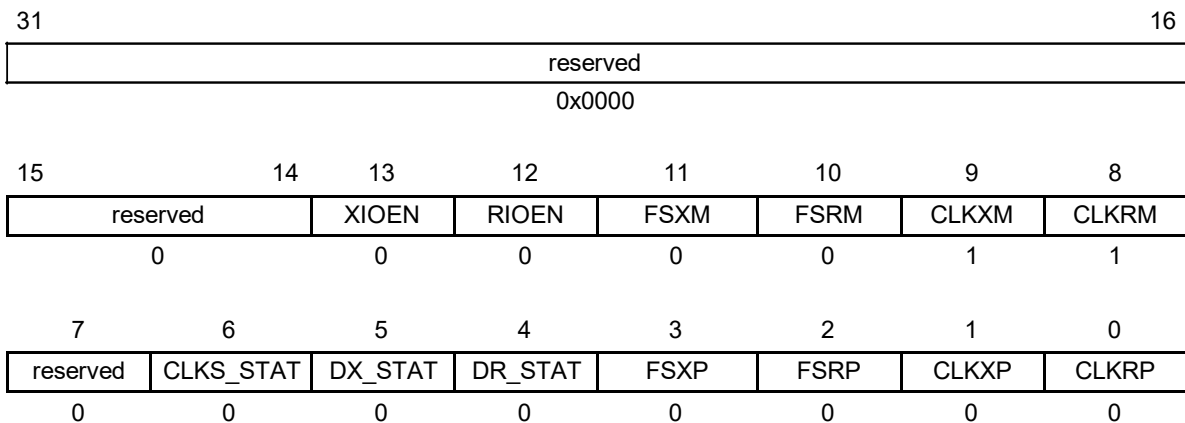 31 16
reserved
0x0000
15 14 13 12 11 10 9 8
reserved XIOEN RIOEN FSXM FSRM CLKXM CLKRM
0 0 0 0 0 1 1
7 6 5 4 3 2 1 0
reserved CLKS_STAT DX_STAT DR_STAT FSXP FSRP CLKXP CLKRP
0 0 0 0 0 0 0 0